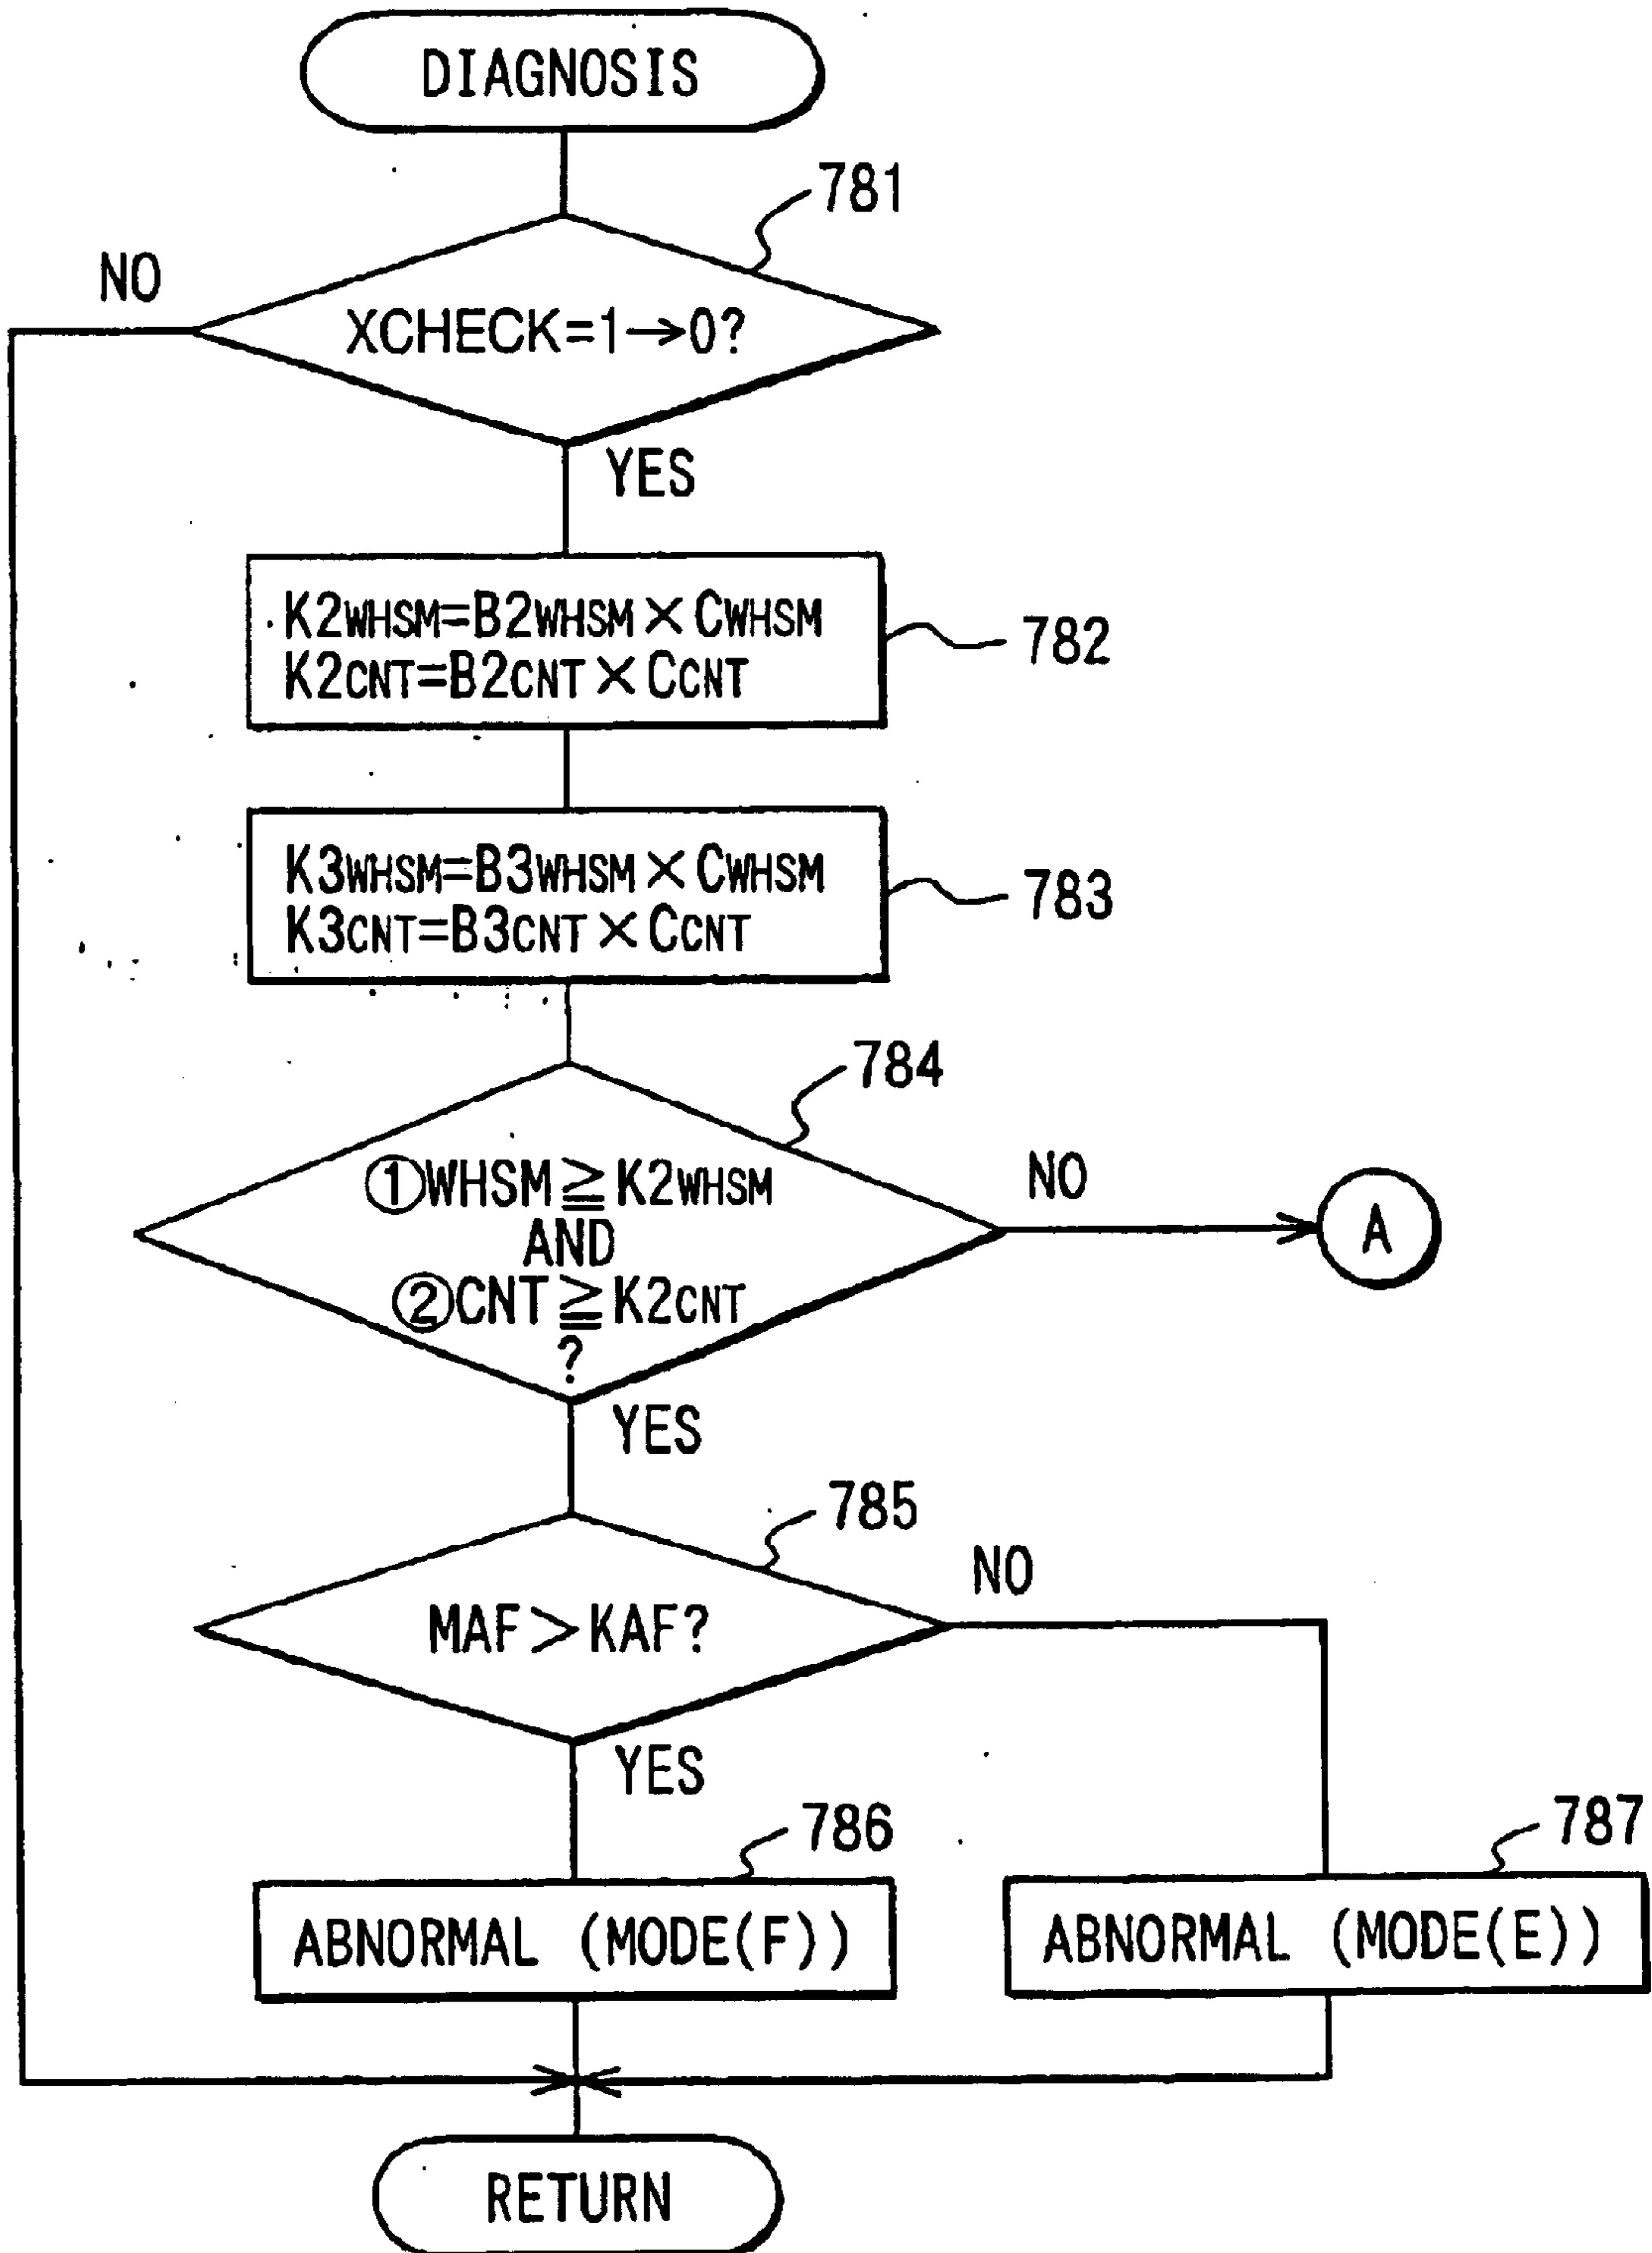 DIAGNOSIS
781
NO
XCHECK=1→0?
YES
K2WHSM=B2WHSM×CWHSM
K2CNT=B2CNT×CCNT
782
K3WHSM=B3WHSM×CWHSM
K3CNT=B3CNT×CCNT
783
784
①WHSM≧K2WHSM
AND
②CNT≧K2CNT
?
NO
A
YES
785
MAF>KAF?
NO
YES
786
787
ABNORMAL (MODE(F))
ABNORMAL (MODE(E))
RETURN